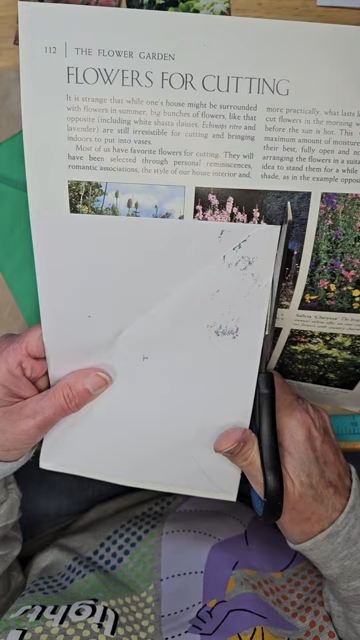 112 | THE FLOWER GARDEN
FLOWERS FOR CUTTING
It is strange that while one's house might be surrounded
with flowers in summer, big bunches of flowers, like that
opposite (including white shasta daisies, Echinops ritro and
lavender) are still irresistible for cutting and bringing
indoors to put into vases.
Most of us have favorite flowers for cutting. They will
have been selected through personal reminiscences,
romantic associations, the style of our house interior and,
more practically, what lasts
cut flowers in the morning
before the sun is hot. This
maximum amount of moisture
their best, fully open and
arranging the flowers in a
idea to stand them for a while
shade, as in the example
Salvia
lights